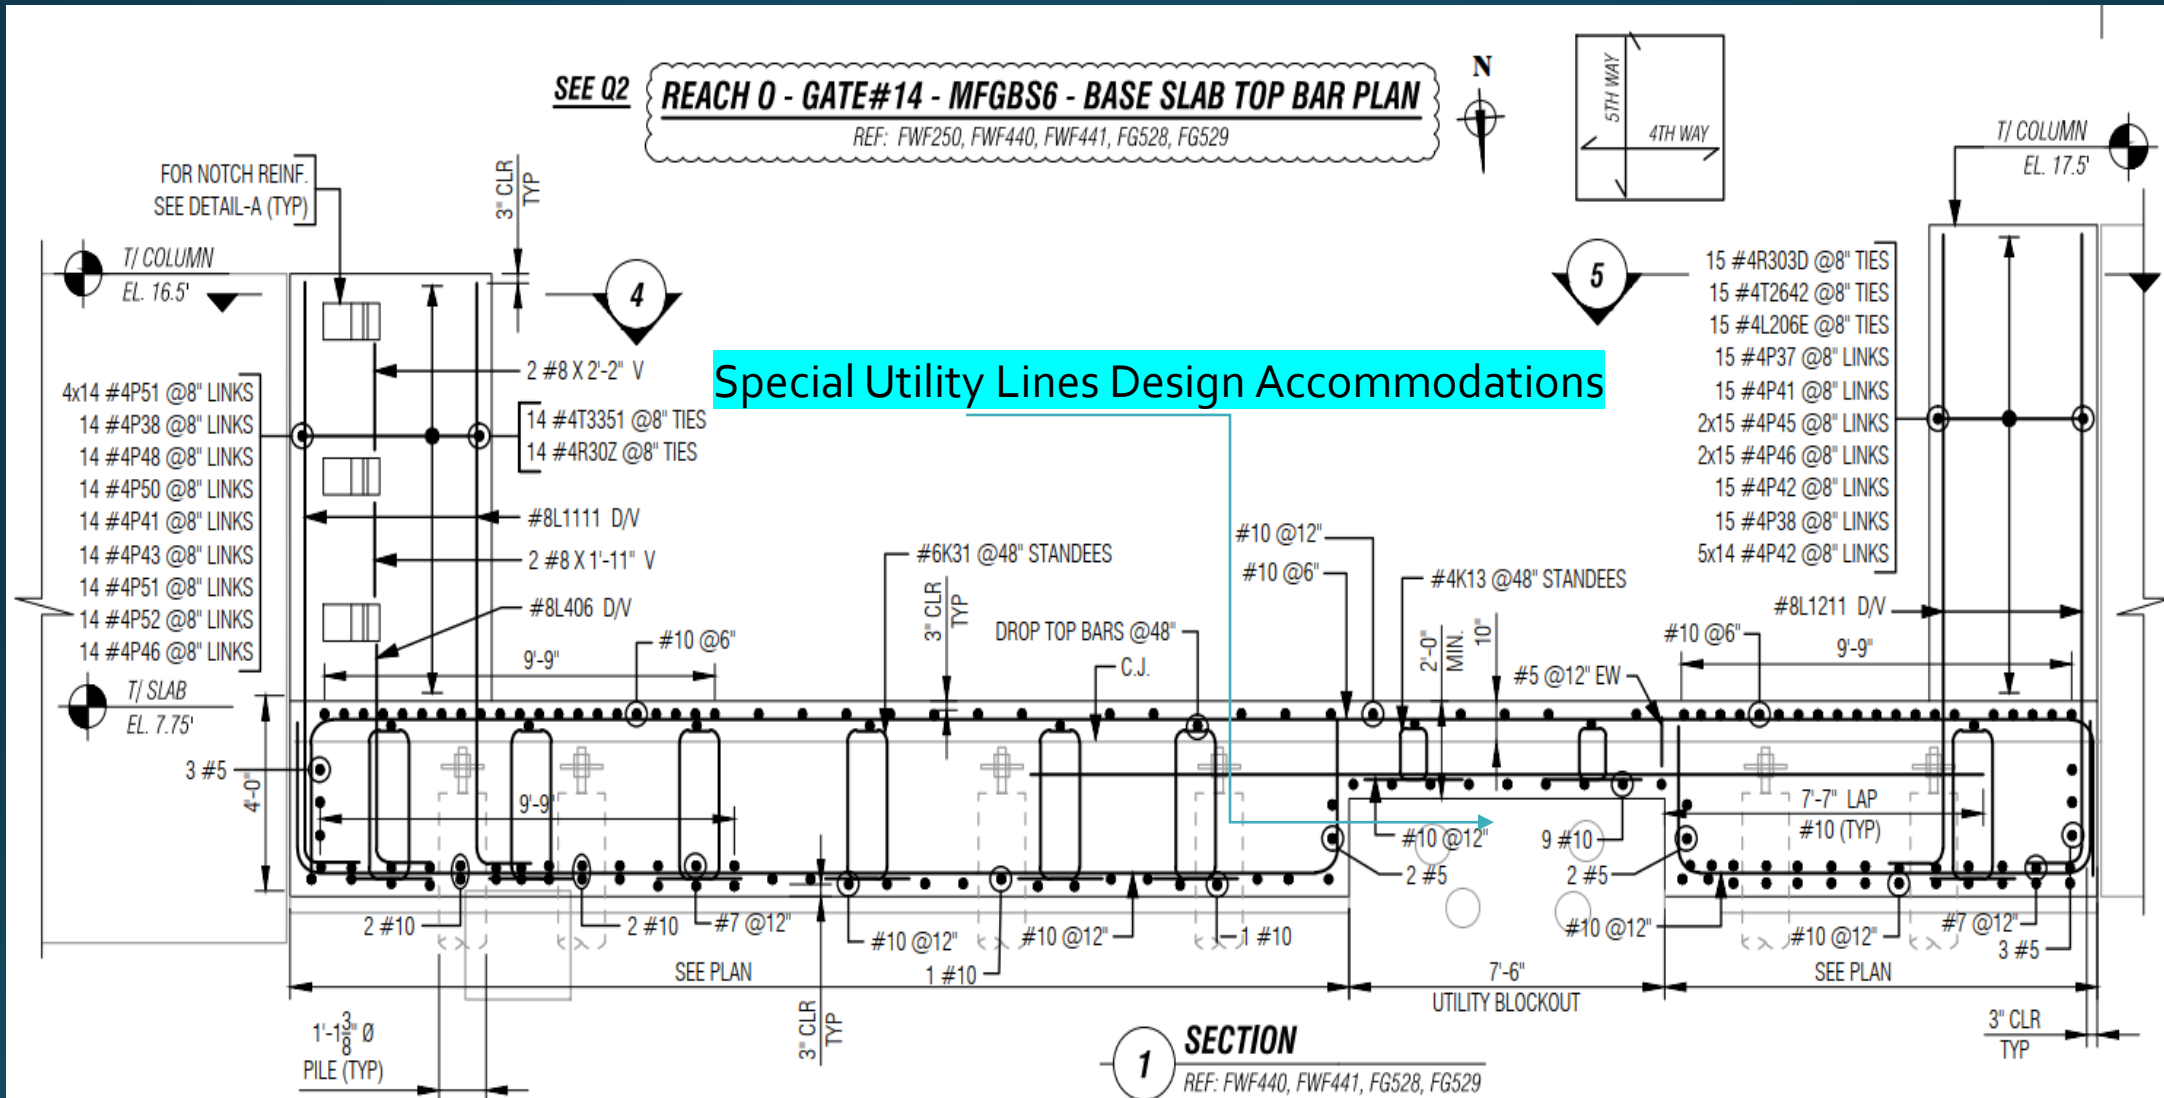 SEE Q2
REACH O - GATE#14 - MFGBS6 - BASE SLAB TOP BAR PLAN
REF: FWF250, FWF440, FWF441, FG528, FG529
N
5TH WAY
4TH WAY
T/ COLUMN
EL. 17.5'
FOR NOTCH REINF.
SEE DETAIL-A (TYP)
3" CLR
TYP
T/ COLUMN
EL. 16.5'
4
5
15 #4R303D @8" TIES
15 #4T2642 @8" TIES
15 #4L206E @8" TIES
15 #4P37 @8" LINKS
15 #4P41 @8" LINKS
2x15 #4P45 @8" LINKS
2x15 #4P46 @8" LINKS
15 #4P42 @8" LINKS
15 #4P38 @8" LINKS
5x14 #4P42 @8" LINKS
Special Utility Lines Design Accommodations
2 #8 X 2'-2" V
4x14 #4P51 @8" LINKS
14 #4P38 @8" LINKS
14 #4P48 @8" LINKS
14 #4P50 @8" LINKS
14 #4P41 @8" LINKS
14 #4P43 @8" LINKS
14 #4P51 @8" LINKS
14 #4P52 @8" LINKS
14 #4P46 @8" LINKS
14 #4T3351 @8" TIES
14 #4R30Z @8" TIES
#8L1111 D/V
2 #8 X 1'-11" V
#8L406 D/V
#10 @6"
9'-9"
#6K31 @48" STANDEES
3" CLR
TYP
DROP TOP BARS @48"
C.J.
#10 @12"
#10 @6"
#4K13 @48" STANDEES
2'-0"
MIN.
10"
#5 @12" EW
#8L1211 D/V
#10 @6"
9'-9"
T/ SLAB
EL. 7.75'
3 #5
4'-0"
9'-9"
7'-7" LAP
#10 (TYP)
#10 @12"
9 #10
2 #5
2 #5
2 #10
2 #10
#7 @12"
#10 @12"
1 #10
#10 @12"
1 #10
#10 @12"
#10 @12"
#7 @12"
3 #5
SEE PLAN
7'-6"
UTILITY BLOCKOUT
SEE PLAN
1'-1 3/8" Ø
PILE (TYP)
3" CLR
TYP
3" CLR
TYP
1
SECTION
REF: FWF440, FWF441, FG528, FG529